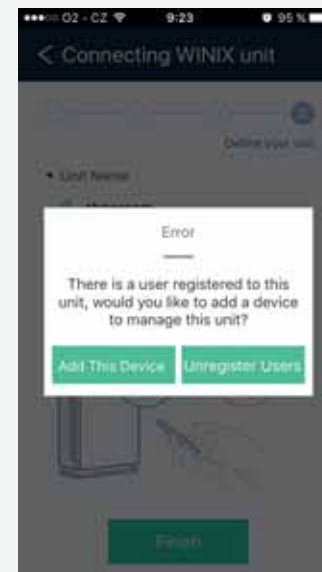 O2 - CZ 9:23 95 %
Connecting WINIX unit
Define your unit
• Unit Name
Error
There is a user registered to this
unit, would you like to add a device
to manage this unit?
Add This Device Unregister Users
Finish